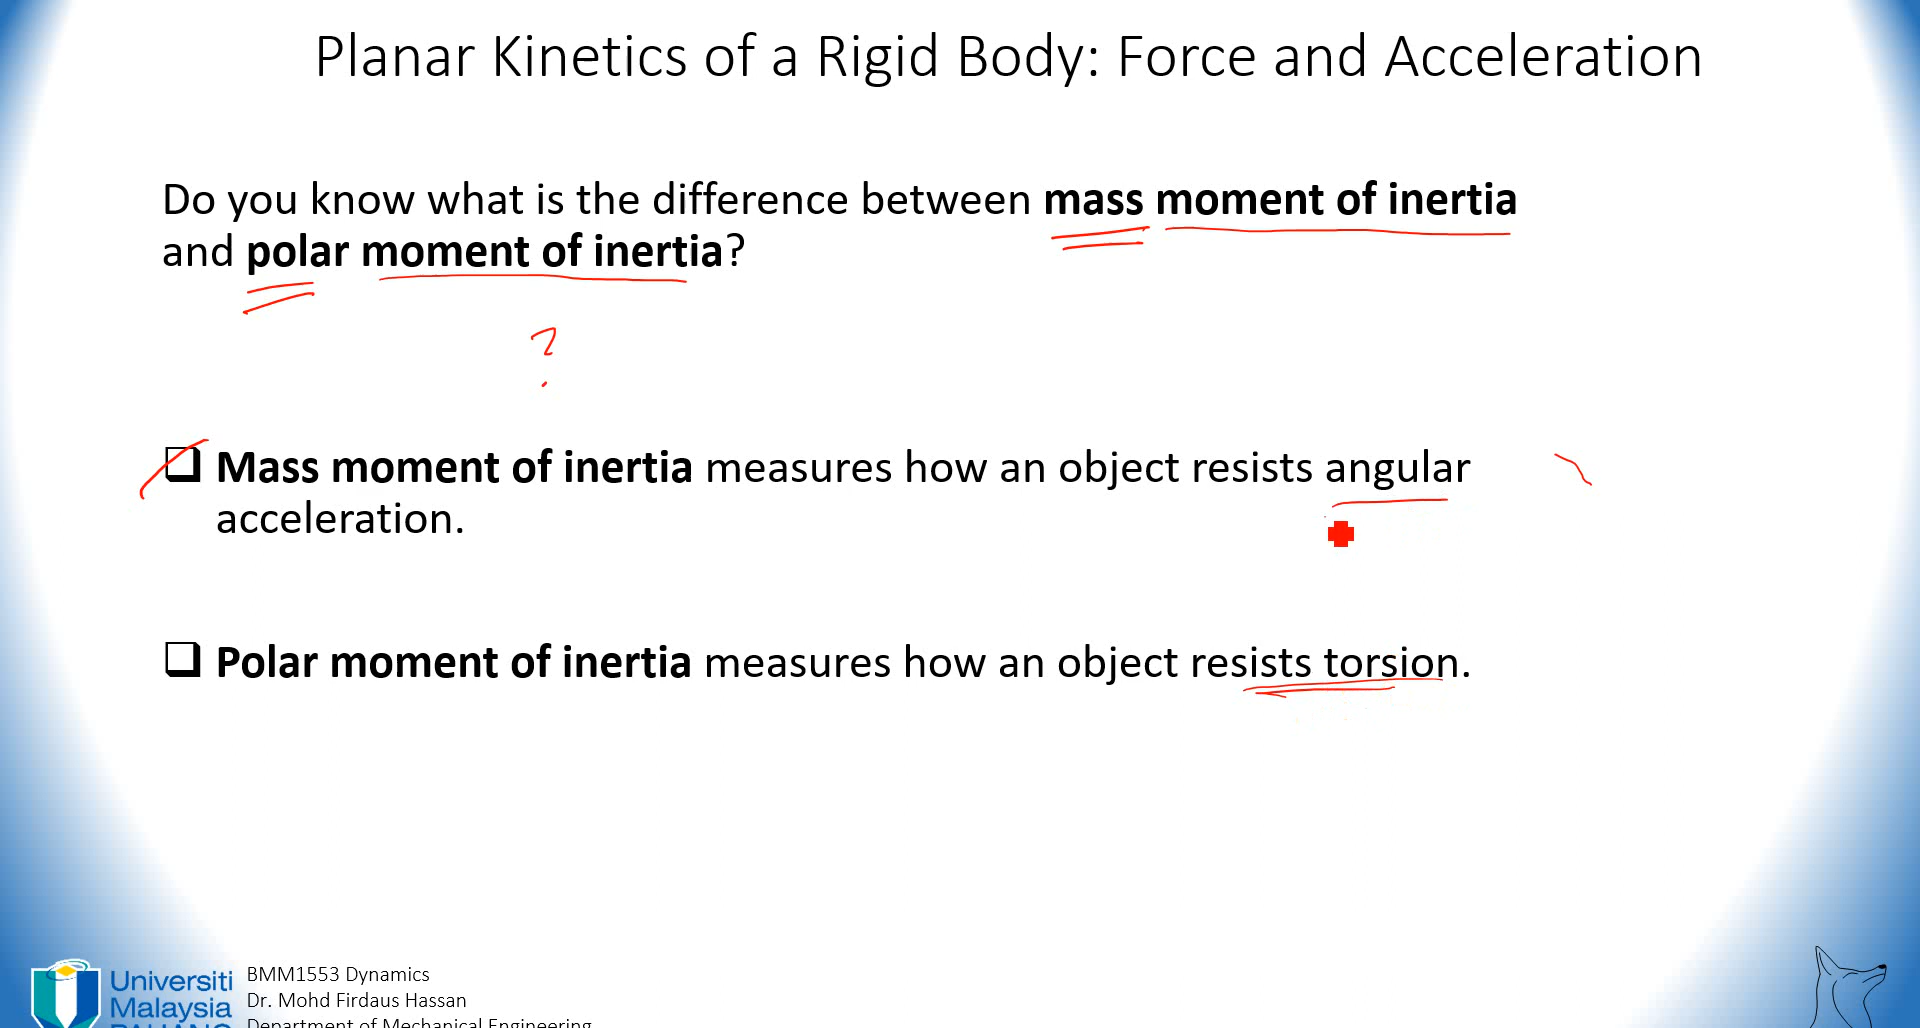 Planar Kinetics of a Rigid Body: Force and Acceleration
Do you know what is the difference between mass moment of inertia
and polar moment of inertia?
?
Mass moment of inertia measures how an object resists angular
acceleration.
Polar moment of inertia measures how an object resists torsion.
Universiti
Malaysia
PAHANG
BMM1553 Dynamics
Dr. Mohd Firdaus Hassan
Department of Mechanical Engineering